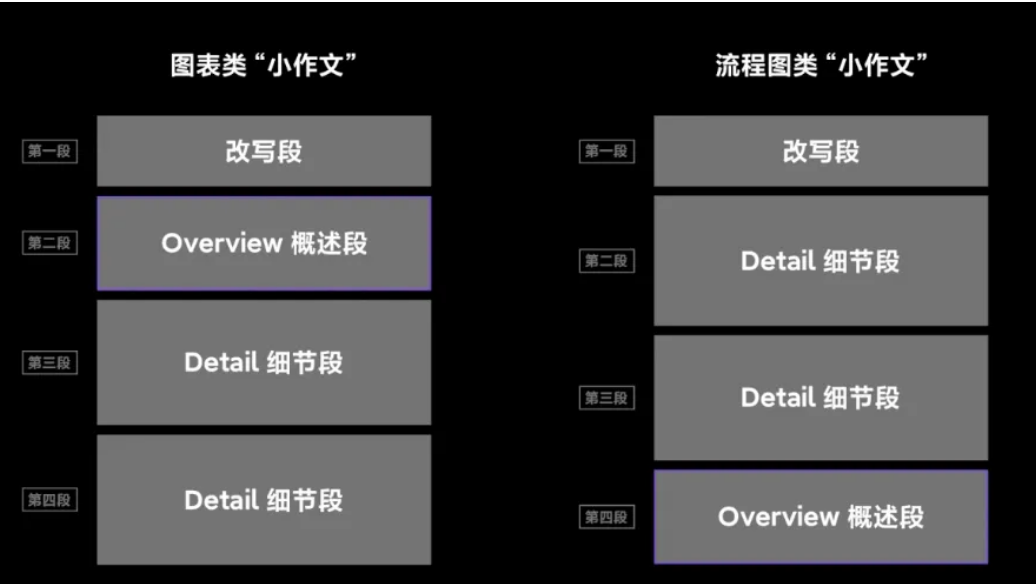 图表类“小作文”
第一段 改写段
第二段 Overview 概述段
第三段 Detail 细节段
第四段 Detail 细节段
流程图类“小作文”
第一段 改写段
第二段 Detail 细节段
第三段 Detail 细节段
第四段 Overview 概述段